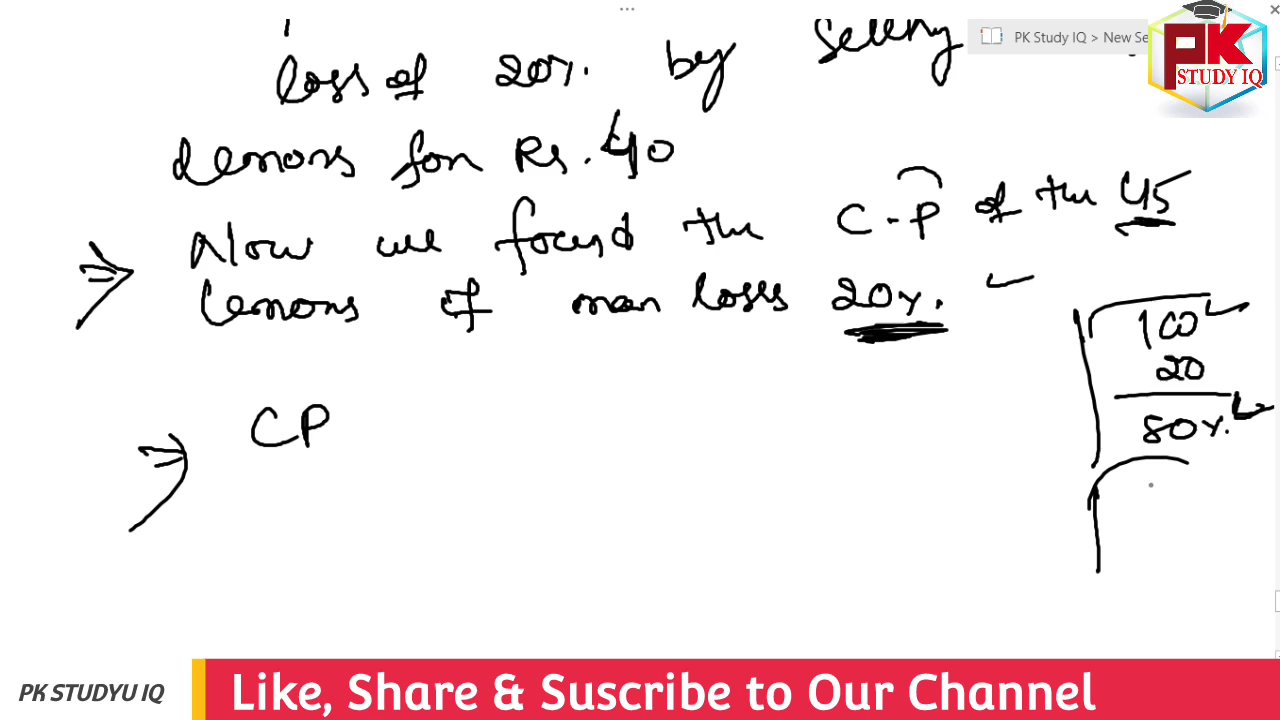 loss of 20%. by selling
PK Study IQ > New Se
PK
STUDY IQ
lemons for Rs. 40
Now we found the C-P of the 45
lemons if man loss 20%.
100
20
80%.
CP
PK STUDYU IQ
Like, Share & Suscribe to Our Channel